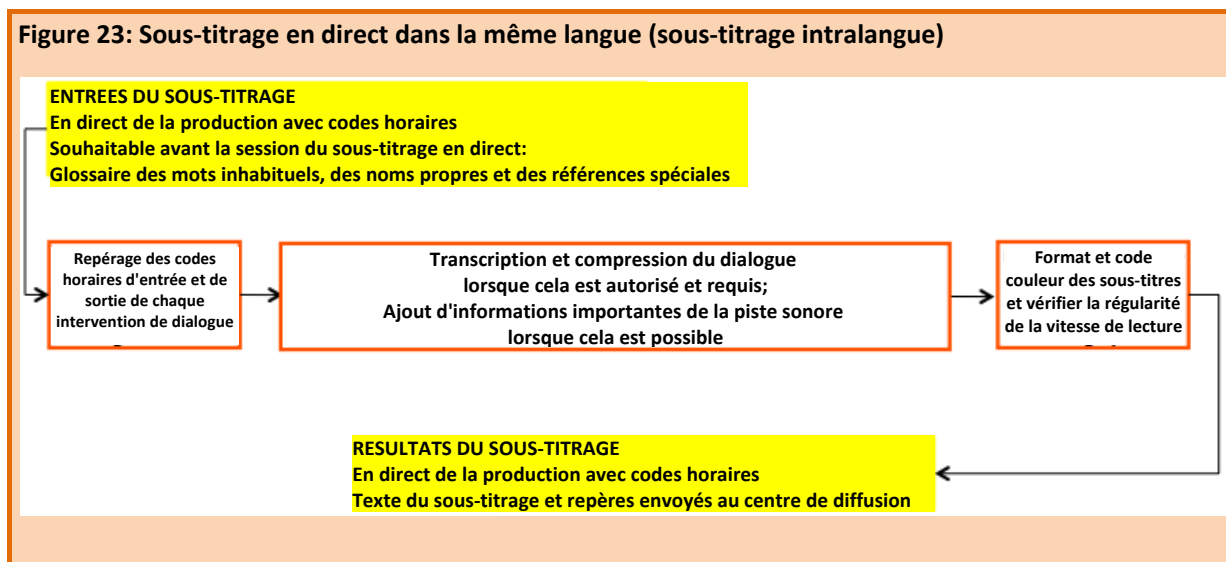 Figure 23: Sous-titrage en direct dans la même langue (sous-titrage intralangue)
ENTREES DU SOUS-TITRAGE
En direct de la production avec codes horaires
Souhaitable avant la session du sous-titrage en direct:
Glossaire des mots inhabituels, des noms propres et des références spéciales
Repérage des codes
horaires d'entrée et de
sortie de chaque
intervention de dialogue
Transcription et compression du dialogue
lorsque cela est autorisé et requis;
Ajout d'informations importantes de la piste sonore
lorsque cela est possible
Format et code
couleur des sous-titres
et vérifier la régularité
de la vitesse de lecture
RESULTATS DU SOUS-TITRAGE
En direct de la production avec codes horaires
Texte du sous-titrage et repères envoyés au centre de diffusion